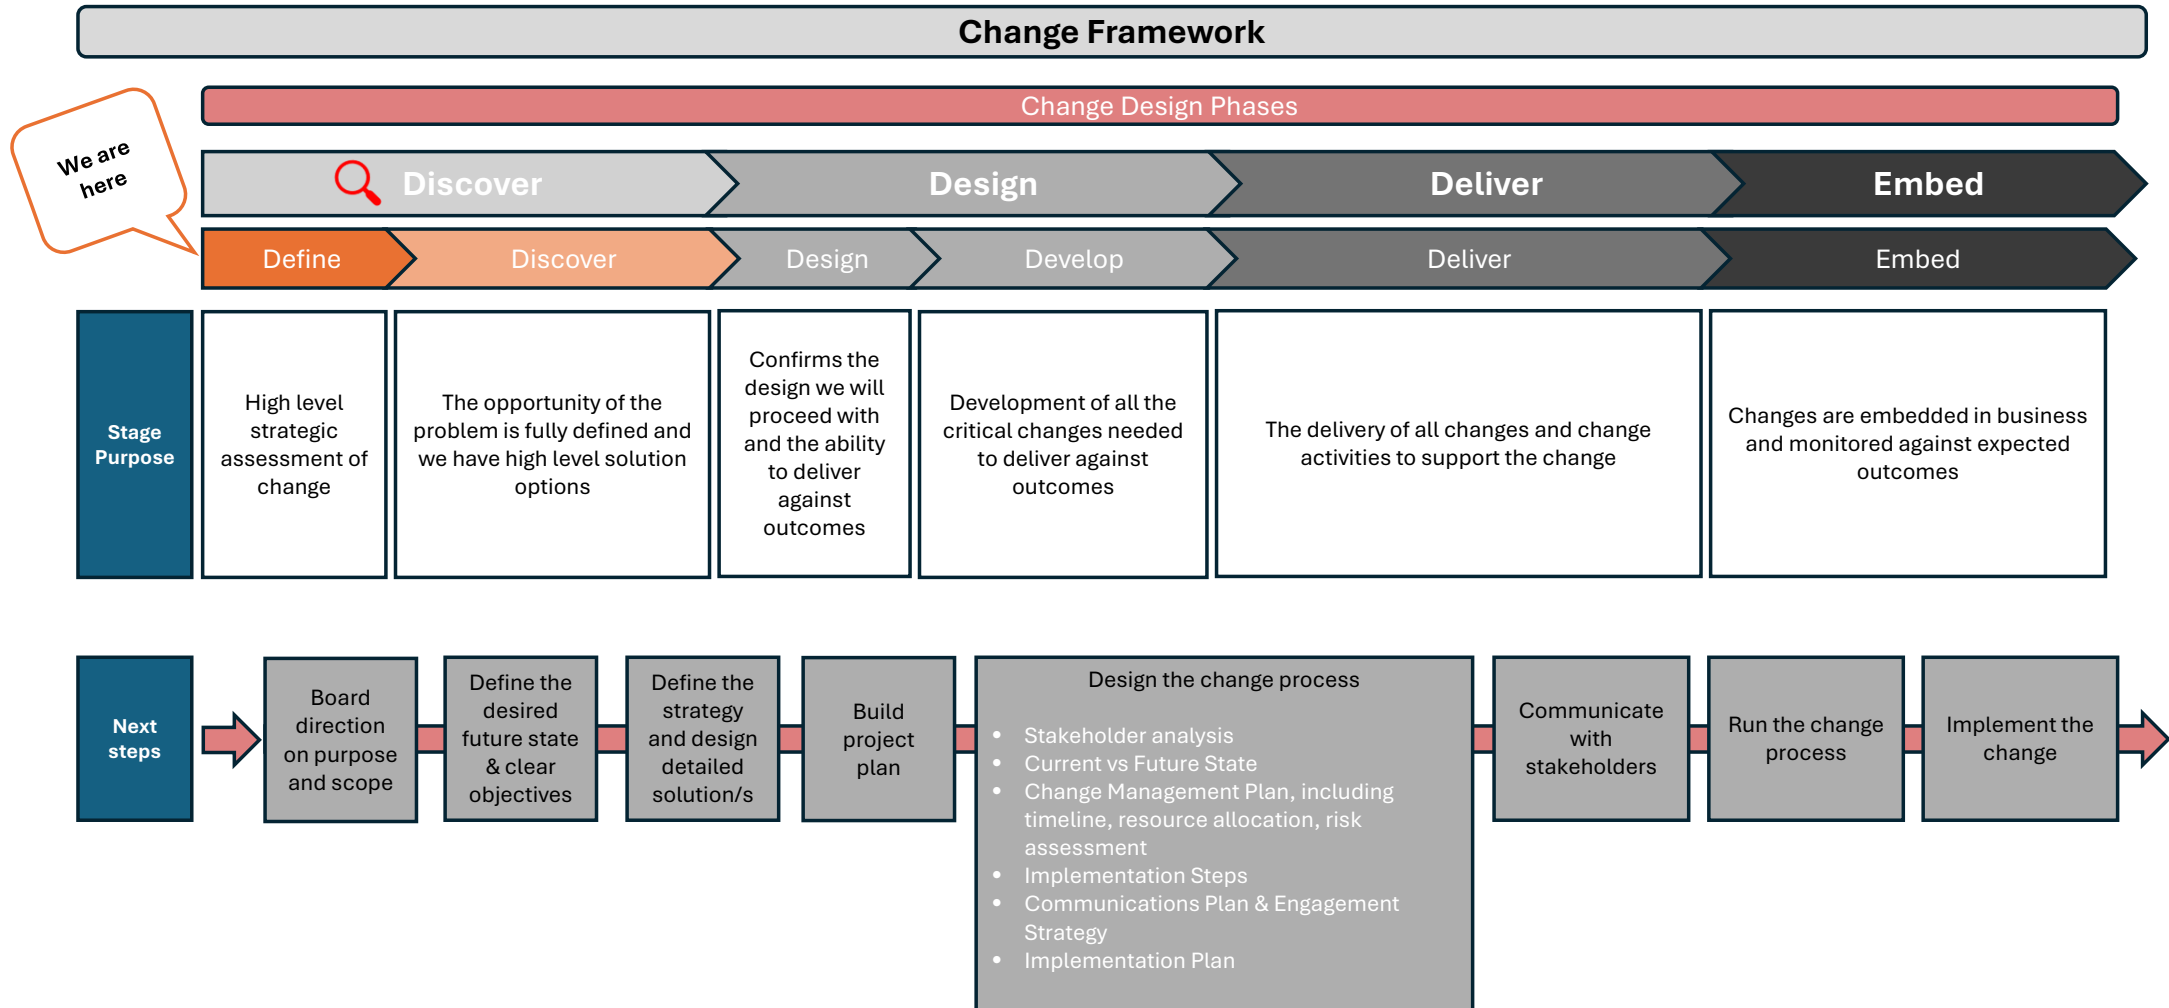 Change Framework
Change Design Phases
We are
here
Discover
Design
Deliver
Embed
Define
Discover
Design
Develop
Deliver
Embed
Stage
Purpose
High level
strategic
assessment of
change
The opportunity of the
problem is fully defined and
we have high level solution
options
Confirms the
design we will
proceed with
and the ability
to deliver
against
outcomes
Development of all the
critical changes needed
to deliver against
outcomes
The delivery of all changes and change
activities to support the change
Changes are embedded in business
and monitored against expected
outcomes
Next
steps
Board
direction
on purpose
and scope
Define the
desired
future state
& clear
objectives
Define the
strategy
and design
detailed
solution/s
Build
project
plan
Design the change process
• Stakeholder analysis
• Current vs Future State
• Change Management Plan, including
timeline, resource allocation, risk
assessment
• Implementation Steps
• Communications Plan & Engagement
Strategy
• Implementation Plan
Communicate
with
stakeholders
Run the change
process
Implement the
change